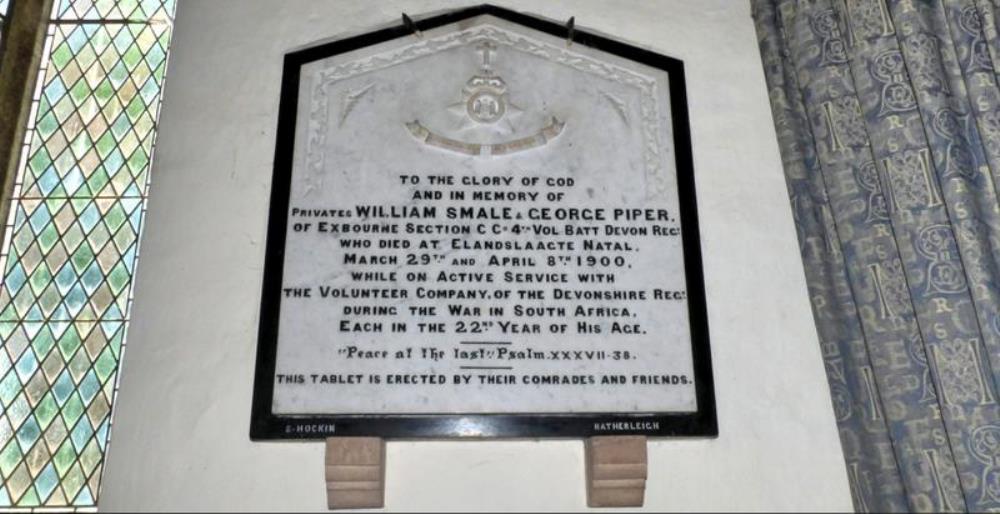 TO THE GLORY OF GOD
AND IN MEMORY OF
PRIVATES WILLIAM SMALE & GEORGE PIPER.
OF EXBOURNE SECTION C Co 4TH VOL BATT DEVON REGT
WHO DIED AT ELANDSLAAGTE NATAL.
MARCH 29TH AND APRIL 8TH 1900,
WHILE ON ACTIVE SERVICE WITH
THE VOLUNTEER COMPANY, OF THE DEVONSHIRE REGT
DURING THE WAR IN SOUTH AFRICA,
EACH IN THE 22ND YEAR OF HIS AGE.
"Peace at the last", Psalm. XXXVII-38.
THIS TABLET IS ERECTED BY THEIR COMRADES AND FRIENDS.
S-HOCKIN HATHERLEIGH